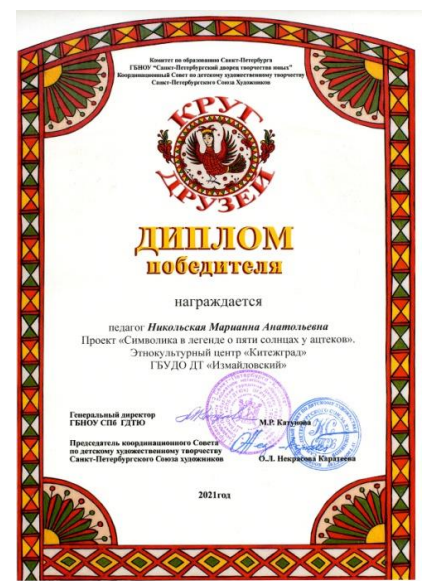 Комитет по образованию Санкт-Петербурга
ГБНОУ "Санкт-Петербургский дворец творчества юных"
Координационный Совет по детскому художественному творчеству
Санкт-Петербургского Союза Художников
КРУГ
ДРУЗЕЙ
ДИПЛОМ
победителя
награждается
педагог Никольская Марианна Анатольевна
Проект «Символика в легенде о пяти солнцах у ацтеков».
Этнокультурный центр «Китежград»
ГБУДО ДТ «Измайловский»
Генеральный директор
ГБНОУ СПб ГДТЮ М.Р. Катунова
Председатель координационного Совета
по детскому художественному творчеству
Санкт-Петербургского Союза художников О.Л. Некрасова Каратеева
2021год